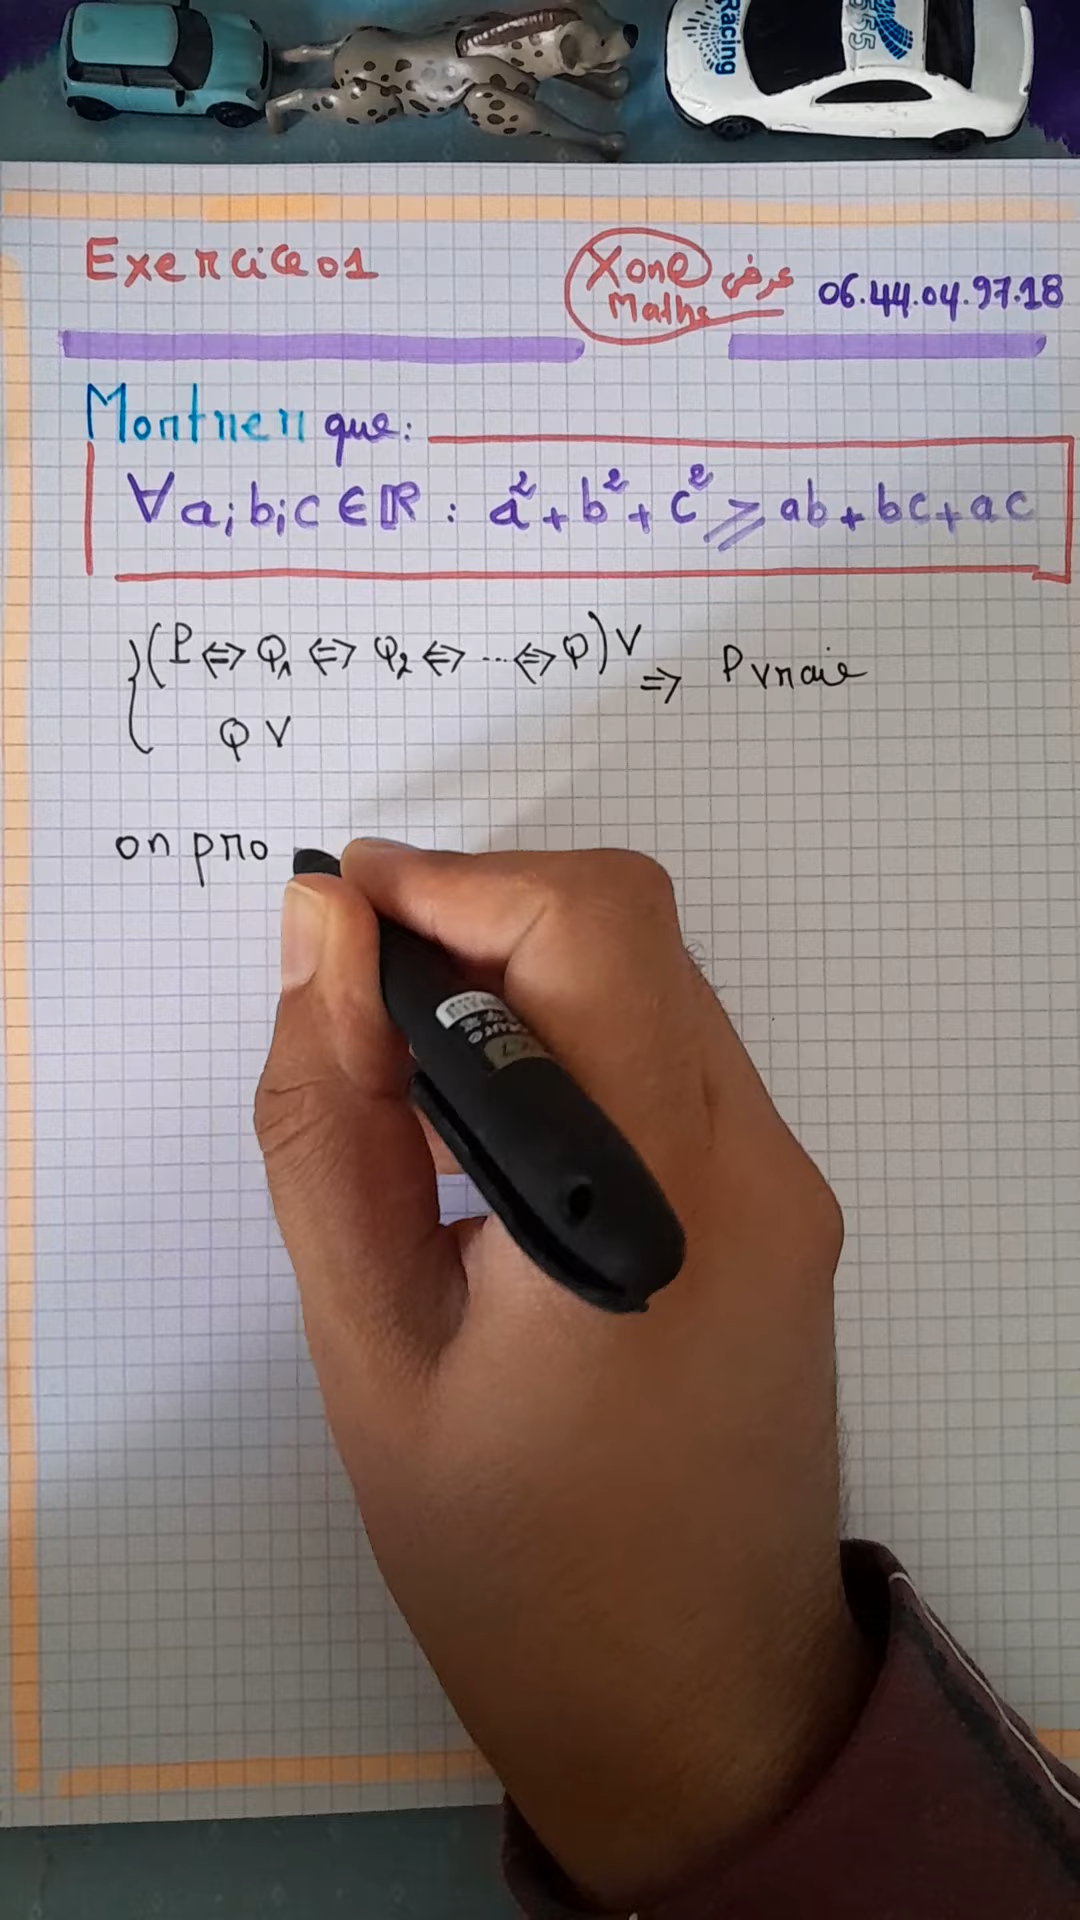 Racing
555
Exercice 01
Xone Maths عرض 06.44.04.97.18
Montrer que:
∀a;b;c ∈ ℝ : a² + b² + c² ⩾ ab + bc + ac
{(P ⇔ Q₁ ⇔ Q₂ ⇔ ... ⇔ Q) V ⇒ P vraie
Q V
on pro